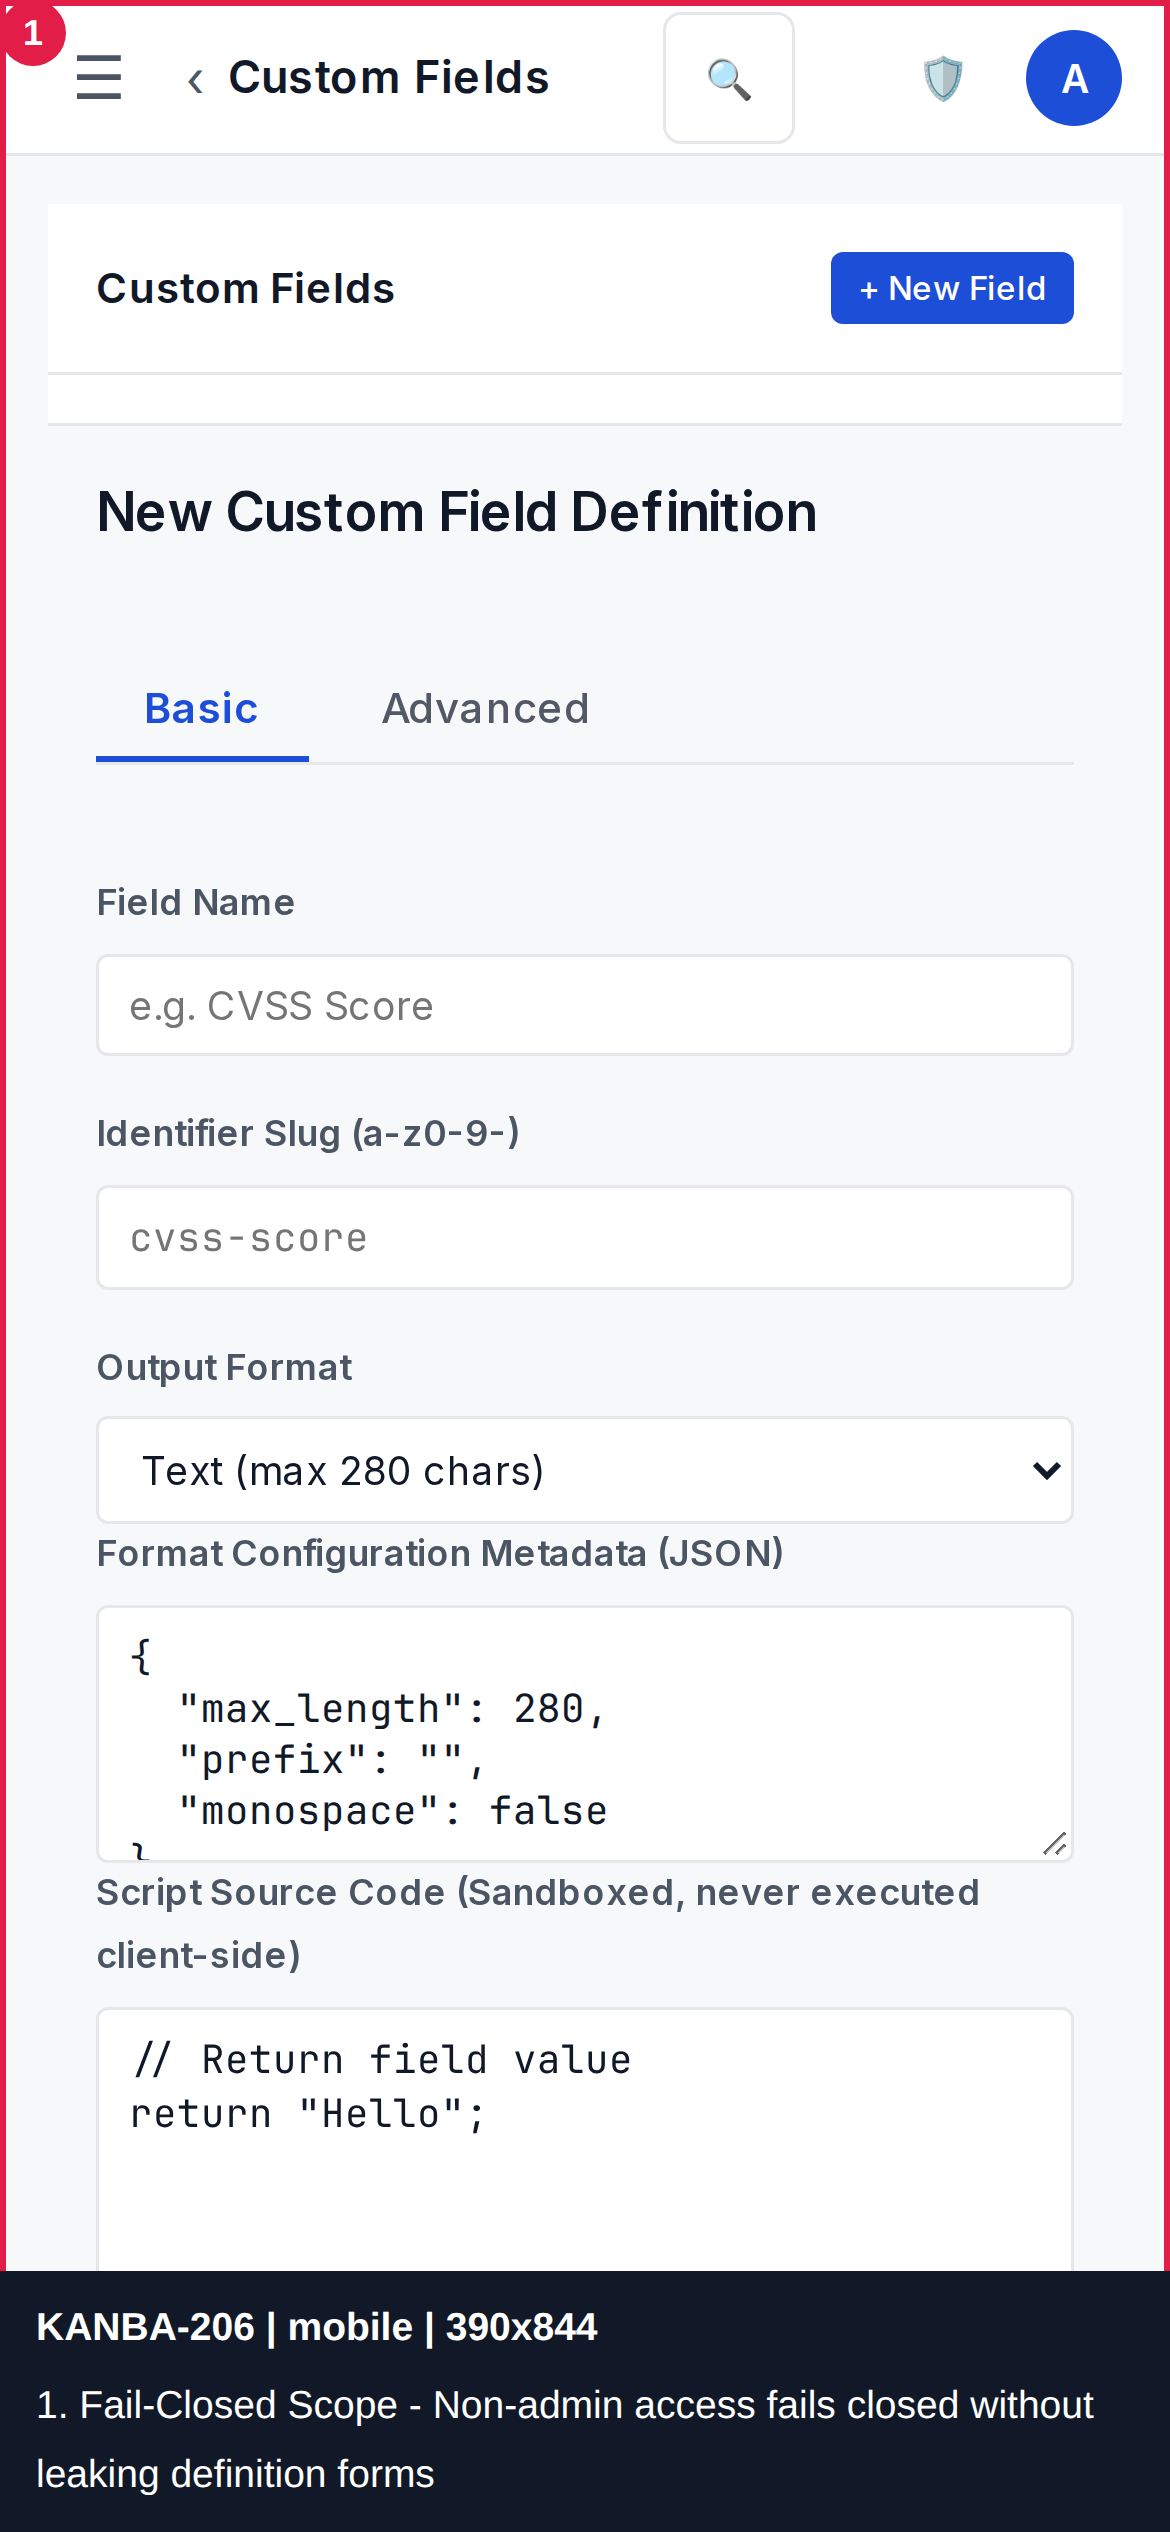 1
‹ Custom Fields
A
Custom Fields
+ New Field
New Custom Field Definition
Basic
Advanced
Field Name
e.g. CVSS Score
Identifier Slug (a-z0-9-)
cvss-score
Output Format
Text (max 280 chars)
Format Configuration Metadata (JSON)
{
  "max_length": 280,
  "prefix": "",
  "monospace": false
}
Script Source Code (Sandboxed, never executed
client-side)
// Return field value
return "Hello";
KANBA-206 | mobile | 390x844
1. Fail-Closed Scope - Non-admin access fails closed without
leaking definition forms